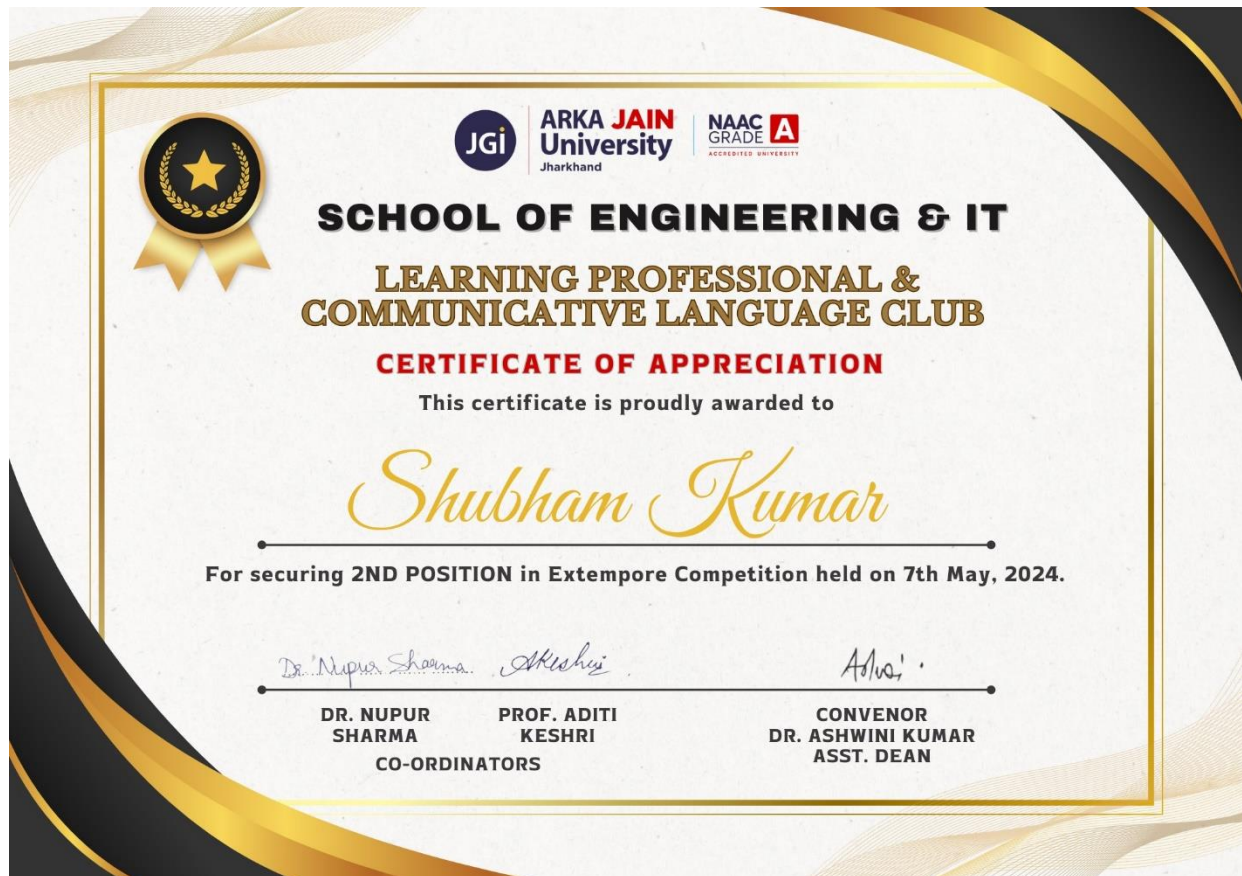 JGi
ARKA JAIN
University
Jharkhand
NAAC
GRADE A
ACCREDITED UNIVERSITY
SCHOOL OF ENGINEERING & IT
LEARNING PROFESSIONAL &
COMMUNICATIVE LANGUAGE CLUB
CERTIFICATE OF APPRECIATION
This certificate is proudly awarded to
Shubham Kumar
For securing 2ND POSITION in Extempore Competition held on 7th May, 2024.
Dr. Nupur Sharma AKeshri
DR. NUPUR
SHARMA
PROF. ADITI
KESHRI
CO-ORDINATORS
CONVENOR
DR. ASHWINI KUMAR
ASST. DEAN